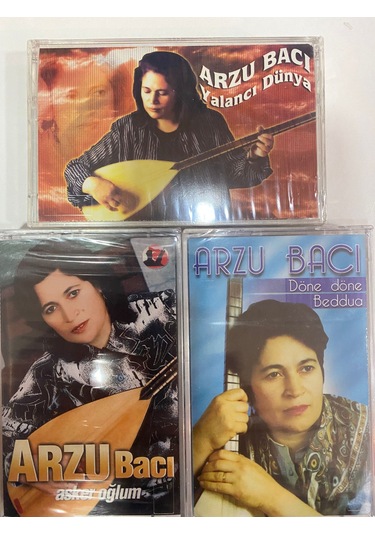 ARZU BACI
Yalancı Dünya
ARZU Bacı
asker oğlum
ARZU BACI
Döne döne
Beddua